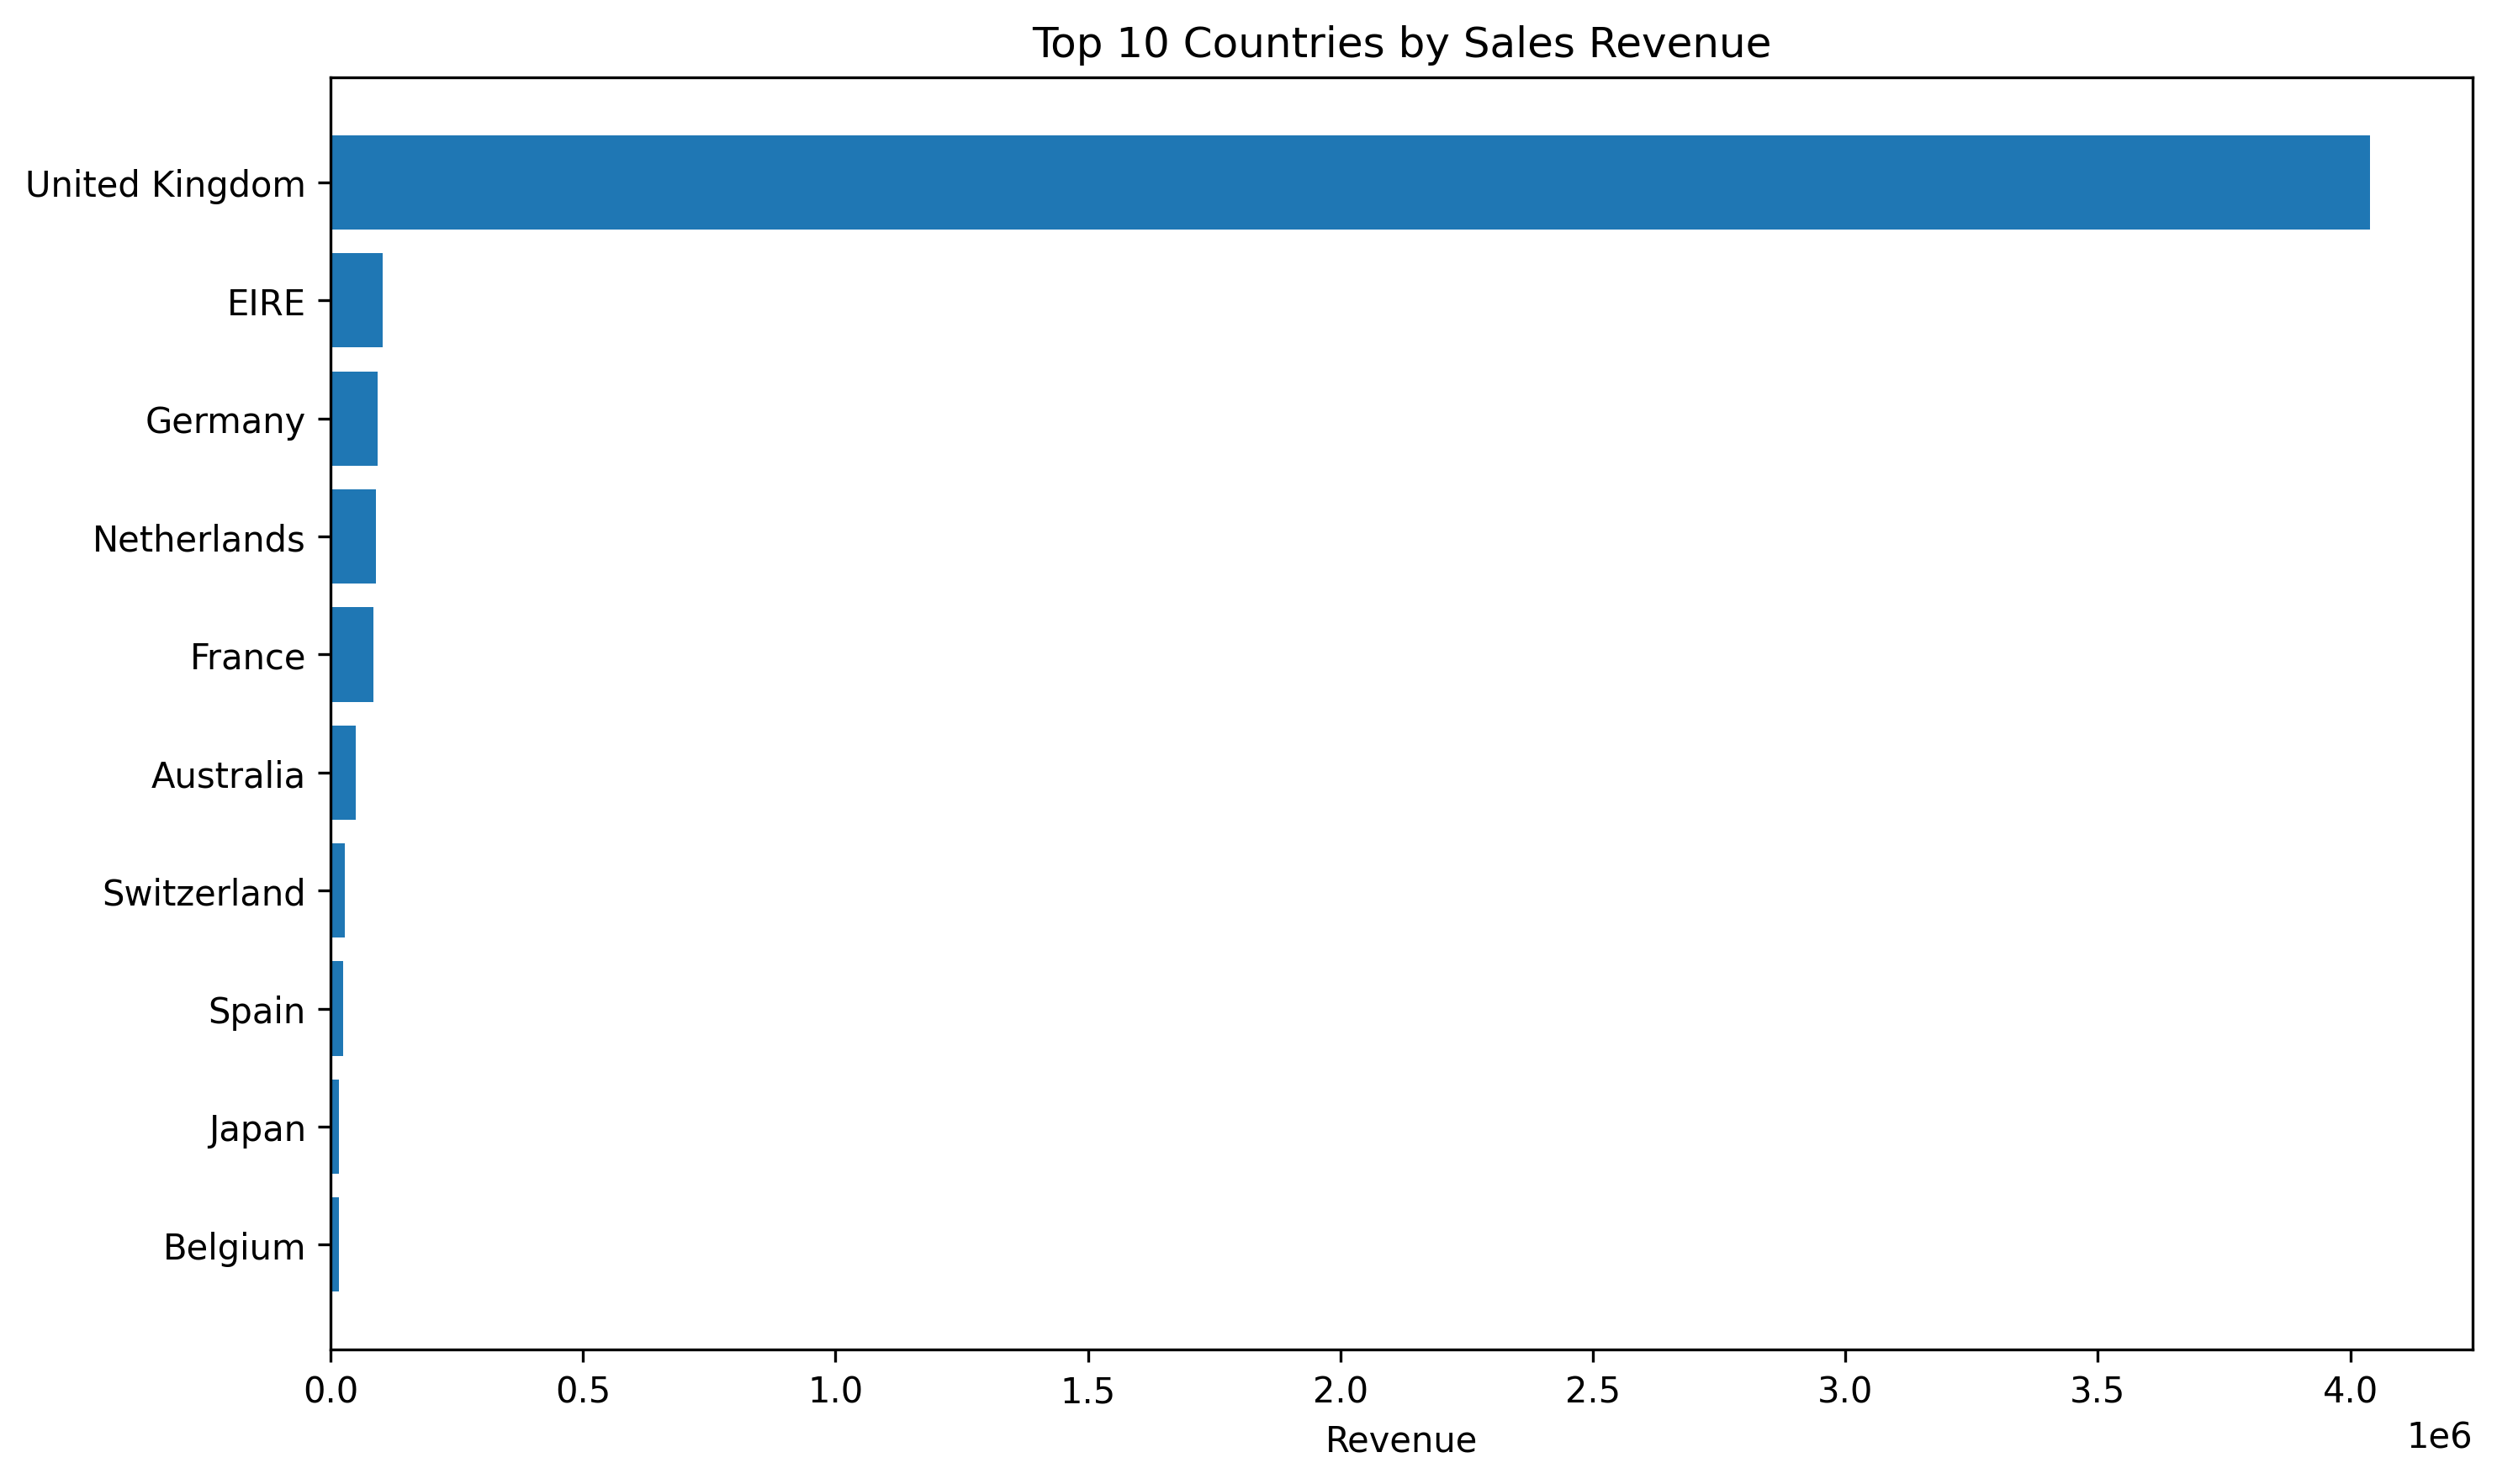 Top 10 Countries by Sales Revenue
United Kingdom
EIRE
Germany
Netherlands
France
Australia
Switzerland
Spain
Japan
Belgium
0.0 0.5 1.0 1.5 2.0 2.5 3.0 3.5 4.0
1e6
Revenue